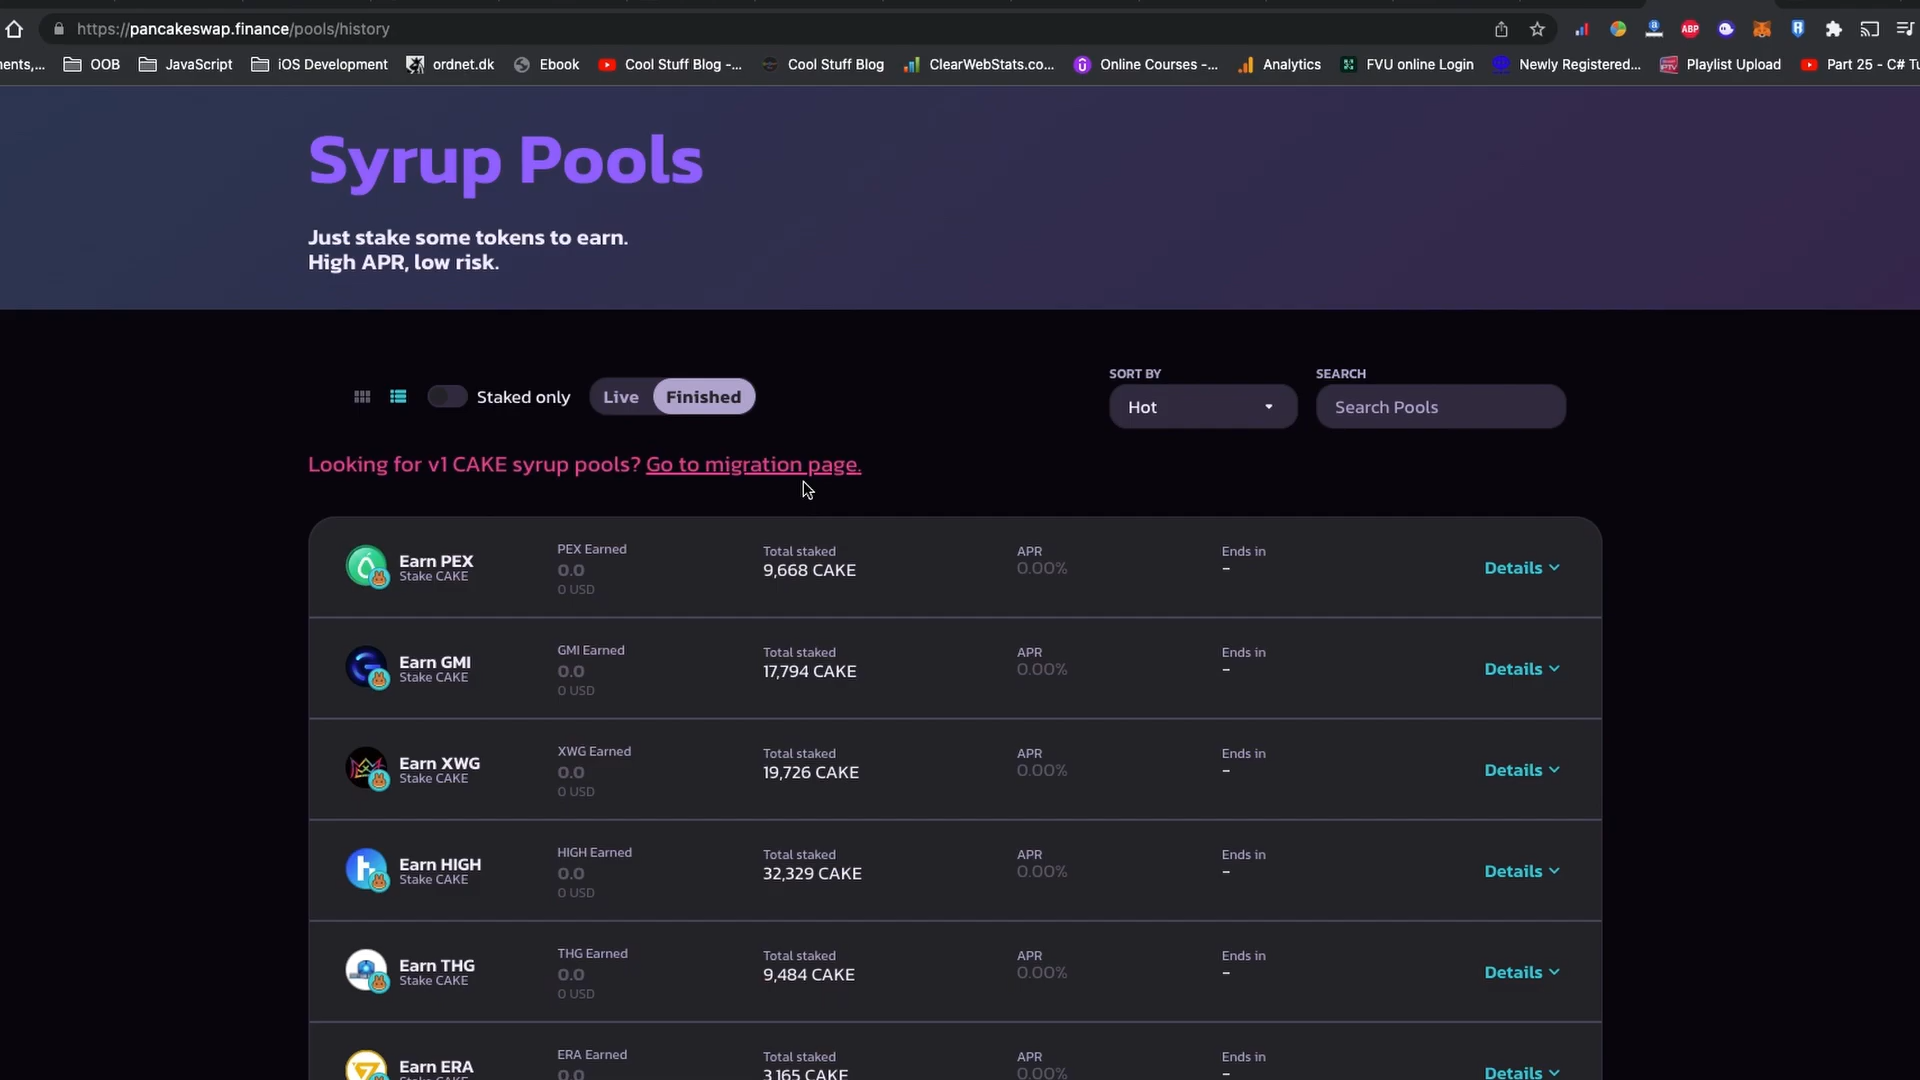 https://pancakeswap.finance/pools/history
ents,... OOB JavaScript iOS Development ordnet.dk Ebook Cool Stuff Blog -... Cool Stuff Blog ClearWebStats.co... Online Courses -... Analytics FVU online Login Newly Registered... Playlist Upload Part 25 - C# Tu
Syrup Pools
Just stake some tokens to earn.
High APR, low risk.
Staked only Live Finished
SORT BY
Hot
SEARCH
Search Pools
Looking for v1 CAKE syrup pools? Go to migration page.
Earn PEX
Stake CAKE
PEX Earned
0.0
0 USD
Total staked
9,668 CAKE
APR
0.00%
Ends in
-
Details
Earn GMI
Stake CAKE
GMI Earned
0.0
0 USD
Total staked
17,794 CAKE
APR
0.00%
Ends in
-
Details
Earn XWG
Stake CAKE
XWG Earned
0.0
0 USD
Total staked
19,726 CAKE
APR
0.00%
Ends in
-
Details
Earn HIGH
Stake CAKE
HIGH Earned
0.0
0 USD
Total staked
32,329 CAKE
APR
0.00%
Ends in
-
Details
Earn THG
Stake CAKE
THG Earned
0.0
0 USD
Total staked
9,484 CAKE
APR
0.00%
Ends in
-
Details
Earn ERA
Stake CAKE
ERA Earned
0.0
Total staked
3,165 CAKE
APR
0.00%
Ends in
-
Details